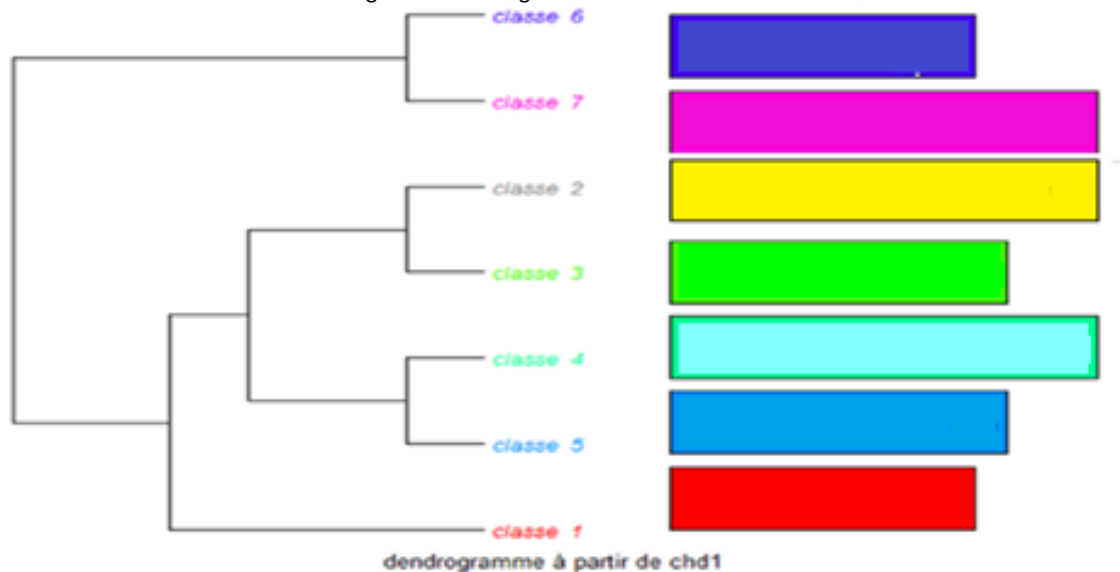 classe 6
classe 7
classe 2
classe 3
classe 4
classe 5
classe 1
dendrogramme à partir de chd1